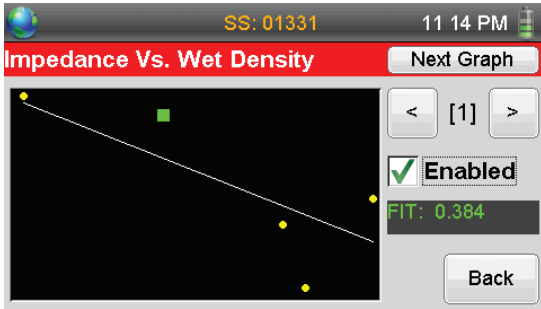 SS: 01331 11 14 PM
Impedance Vs. Wet Density Next Graph
< [1] >
Enabled
FIT: 0.384
Back